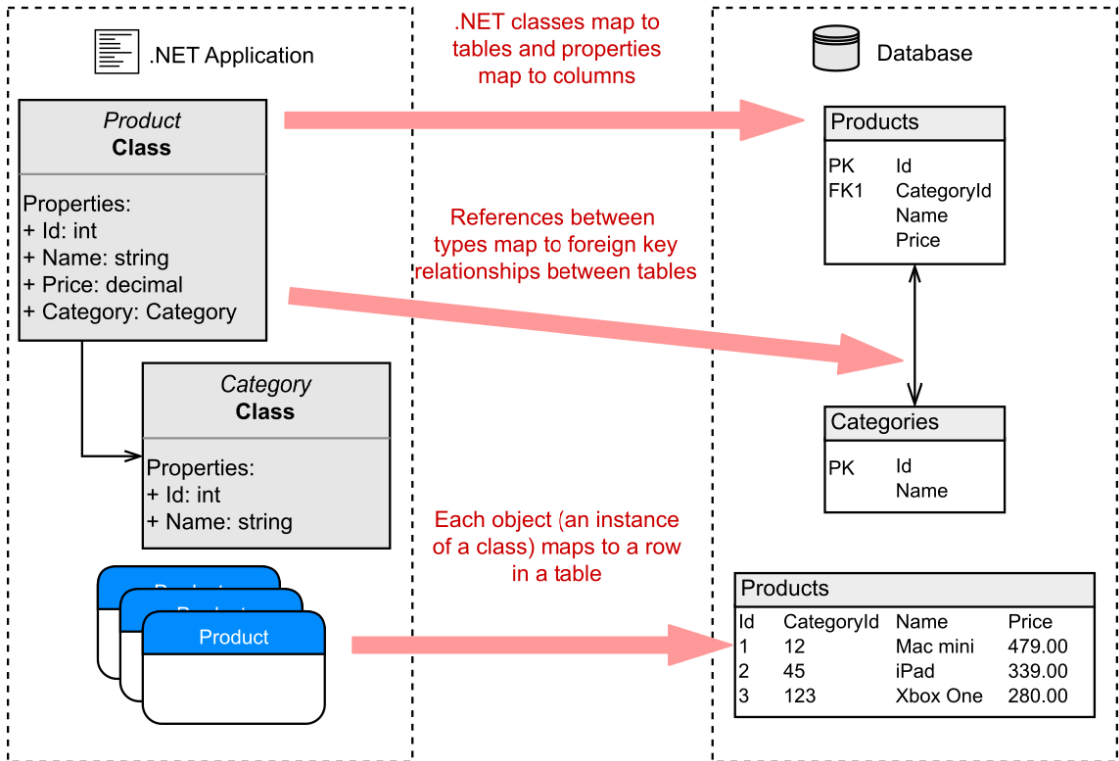 .NET Application
Product
Class
Properties:
+ Id: int
+ Name: string
+ Price: decimal
+ Category: Category
Category
Class
Properties:
+ Id: int
+ Name: string
Product
Product
Product
.NET classes map to
tables and properties
map to columns
References between
types map to foreign key
relationships between tables
Each object (an instance
of a class) maps to a row
in a table
Database
Products
PK Id
FK1 CategoryId
Name
Price
Categories
PK Id
Name
Products
Id CategoryId Name Price
1 12 Mac mini 479.00
2 45 iPad 339.00
3 123 Xbox One 280.00